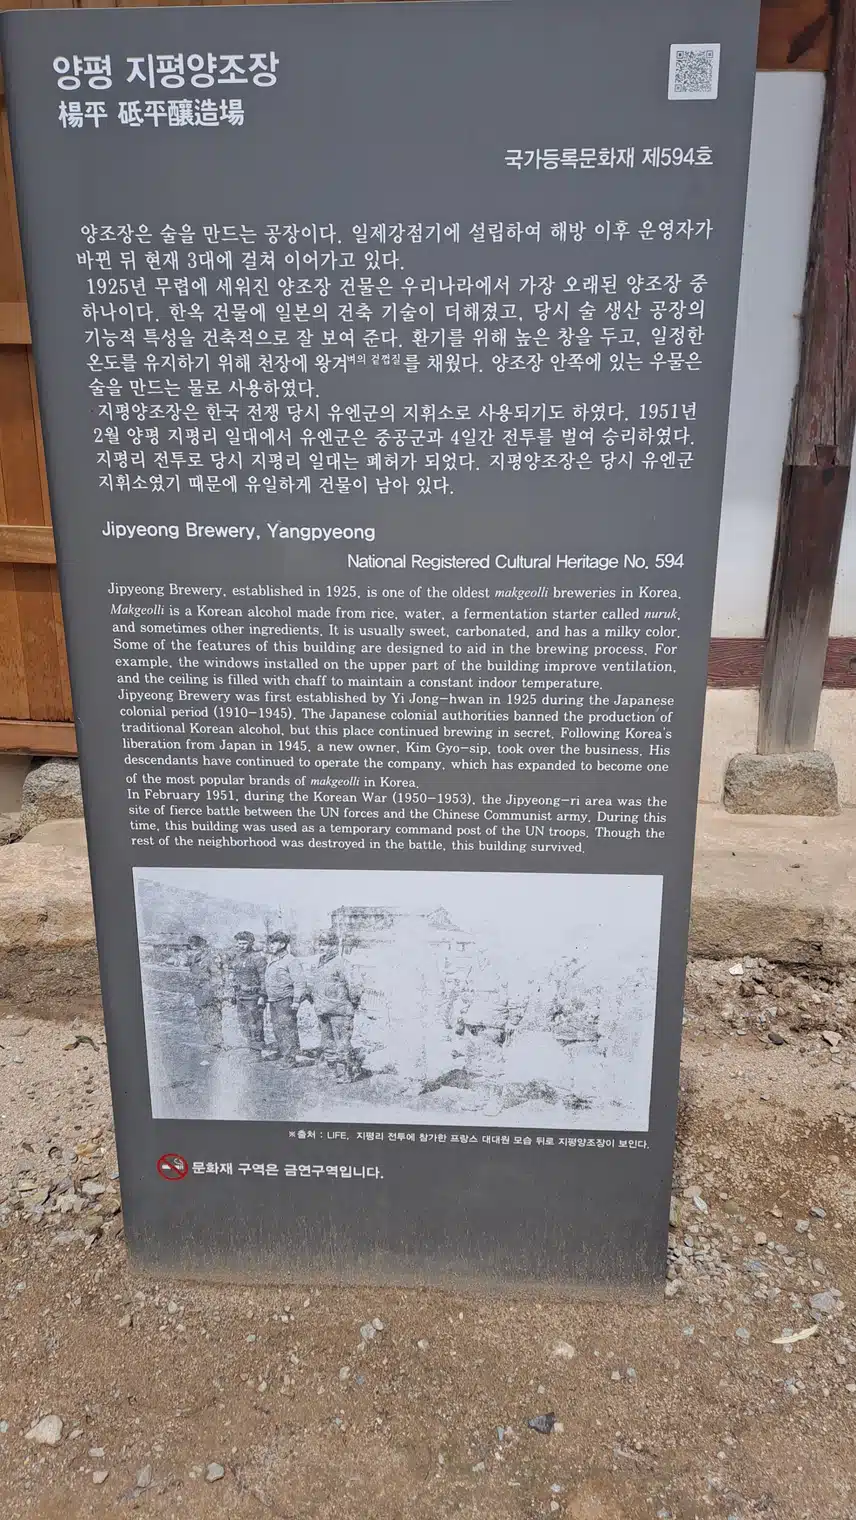 양평 지평양조장
楊平 砥平釀造場
국가등록문화재 제594호
양조장은 술을 만드는 공장이다. 일제강점기에 설립하여 해방 이후 운영자가
바뀐 뒤 현재 3대에 걸쳐 이어가고 있다.
1925년 무렵에 세워진 양조장 건물은 우리나라에서 가장 오래된 양조장 중
하나이다. 한옥 건물에 일본의 건축 기술이 더해졌고, 당시 술 생산 공장의
기능적 특성을 건축적으로 잘 보여 준다. 환기를 위해 높은 창을 두고, 일정한
온도를 유지하기 위해 천장에 왕겨벼의 겉껍질를 채웠다. 양조장 안쪽에 있는 우물은
술을 만드는 물로 사용하였다.
지평양조장은 한국 전쟁 당시 유엔군의 지휘소로 사용되기도 하였다. 1951년
2월 양평 지평리 일대에서 유엔군은 중공군과 4일간 전투를 벌여 승리하였다.
지평리 전투로 당시 지평리 일대는 폐허가 되었다. 지평양조장은 당시 유엔군
지휘소였기 때문에 유일하게 건물이 남아 있다.
Jipyeong Brewery, Yangpyeong
National Registered Cultural Heritage No. 594
Jipyeong Brewery, established in 1925, is one of the oldest makgeolli breweries in Korea.
Makgeolli is a Korean alcohol made from rice, water, a fermentation starter called nuruk,
and sometimes other ingredients. It is usually sweet, carbonated, and has a milky color.
Some of the features of this building are designed to aid in the brewing process. For
example, the windows installed on the upper part of the building improve ventilation,
and the ceiling is filled with chaff to maintain a constant indoor temperature.
Jipyeong Brewery was first established by Yi Jong-hwan in 1925 during the Japanese
colonial period (1910-1945). The Japanese colonial authorities banned the production of
traditional Korean alcohol, but this place continued brewing in secret. Following Korea's
liberation from Japan in 1945, a new owner, Kim Gyo-sip, took over the business. His
descendants have continued to operate the company, which has expanded to become one
of the most popular brands of makgeolli in Korea.
In February 1951, during the Korean War (1950-1953), the Jipyeong-ri area was the
site of fierce battle between the UN forces and the Chinese Communist army. During this
time, this building was used as a temporary command post of the UN troops. Though the
rest of the neighborhood was destroyed in the battle, this building survived.
※출처 : LIFE, 지평리 전투에 참가한 프랑스 대대원 모습 뒤로 지평양조장이 보인다.
문화재 구역은 금연구역입니다.